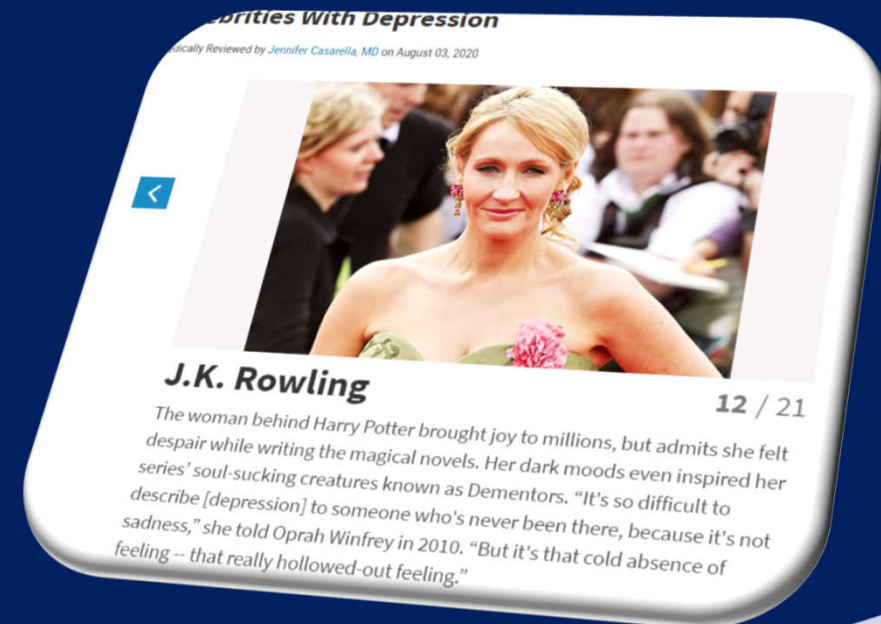 ebrities With Depression
dically Reviewed by Jennifer Casarella, MD on August 03, 2020
J.K. Rowling
12 / 21
The woman behind Harry Potter brought joy to millions, but admits she felt
despair while writing the magical novels. Her dark moods even inspired her
series' soul-sucking creatures known as Dementors. “It's so difficult to
describe [depression] to someone who's never been there, because it's not
sadness,” she told Oprah Winfrey in 2010. “But it's that cold absence of
feeling -- that really hollowed-out feeling.”